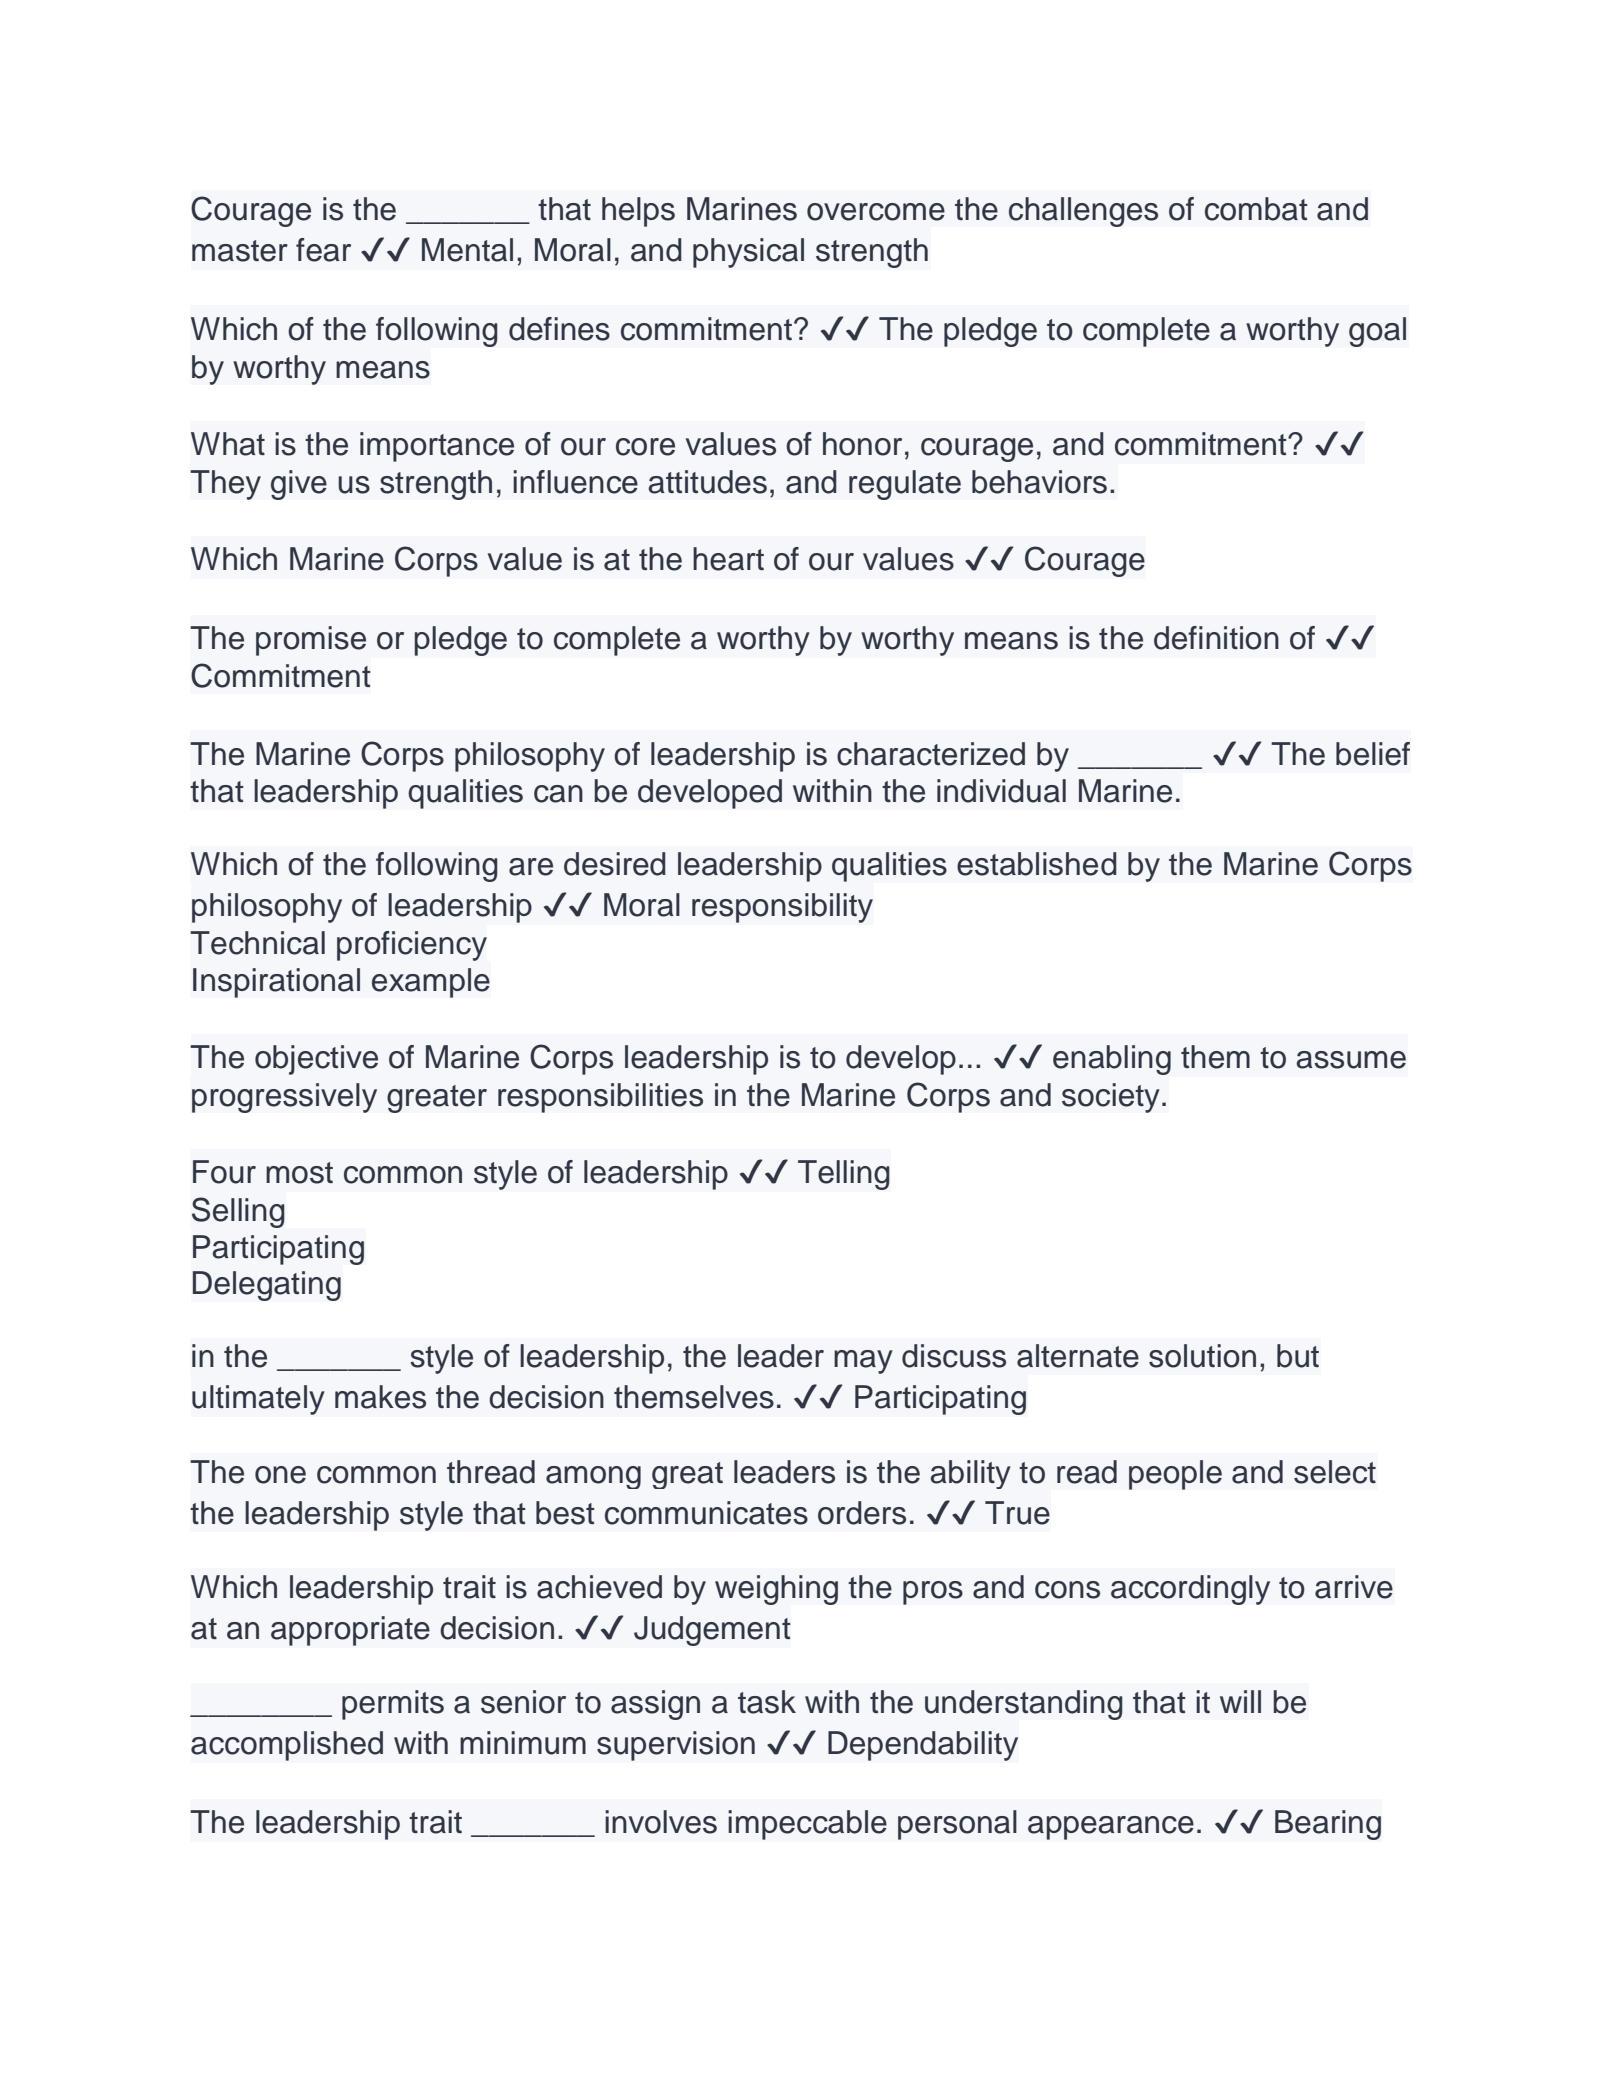 Courage is the _______ that helps Marines overcome the challenges of combat and
master fear ✓✓ Mental, Moral, and physical strength
Which of the following defines commitment? ✓✓ The pledge to complete a worthy goal
by worthy means
What is the importance of our core values of honor, courage, and commitment? ✓✓
They give us strength, influence attitudes, and regulate behaviors.
Which Marine Corps value is at the heart of our values ✓✓ Courage
The promise or pledge to complete a worthy by worthy means is the definition of ✓✓
Commitment
The Marine Corps philosophy of leadership is characterized by _______ ✓✓ The belief
that leadership qualities can be developed within the individual Marine.
Which of the following are desired leadership qualities established by the Marine Corps
philosophy of leadership ✓✓ Moral responsibility
Technical proficiency
Inspirational example
The objective of Marine Corps leadership is to develop... ✓✓ enabling them to assume
progressively greater responsibilities in the Marine Corps and society.
Four most common style of leadership ✓✓ Telling
Selling
Participating
Delegating
in the _______ style of leadership, the leader may discuss alternate solution, but
ultimately makes the decision themselves. ✓✓ Participating
The one common thread among great leaders is the ability to read people and select
the leadership style that best communicates orders. ✓✓ True
Which leadership trait is achieved by weighing the pros and cons accordingly to arrive
at an appropriate decision. ✓✓ Judgement
________ permits a senior to assign a task with the understanding that it will be
accomplished with minimum supervision ✓✓ Dependability
The leadership trait _______ involves impeccable personal appearance. ✓✓ Bearing